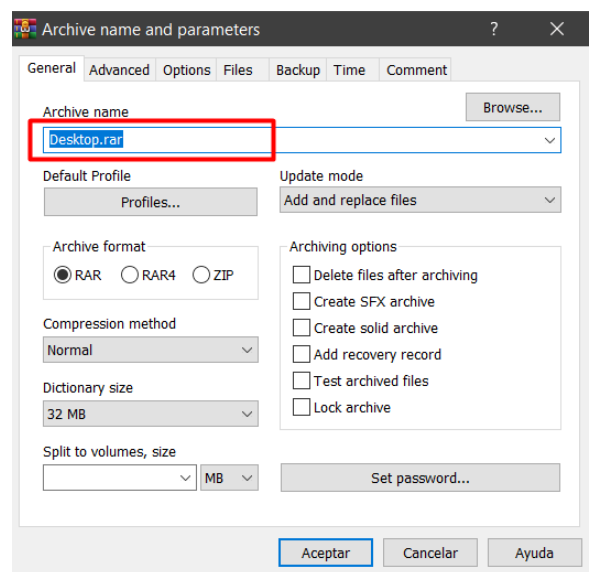 Archive name and parameters ? X
General Advanced Options Files Backup Time Comment
Archive name Browse...
Desktop.rar
Default Profile Update mode
Profiles... Add and replace files
Archive format Archiving options
RAR RAR4 ZIP Delete files after archiving
Create SFX archive
Compression method Create solid archive
Normal Add recovery record
Dictionary size Test archived files
32 MB Lock archive
Split to volumes, size
MB Set password...
Aceptar Cancelar Ayuda